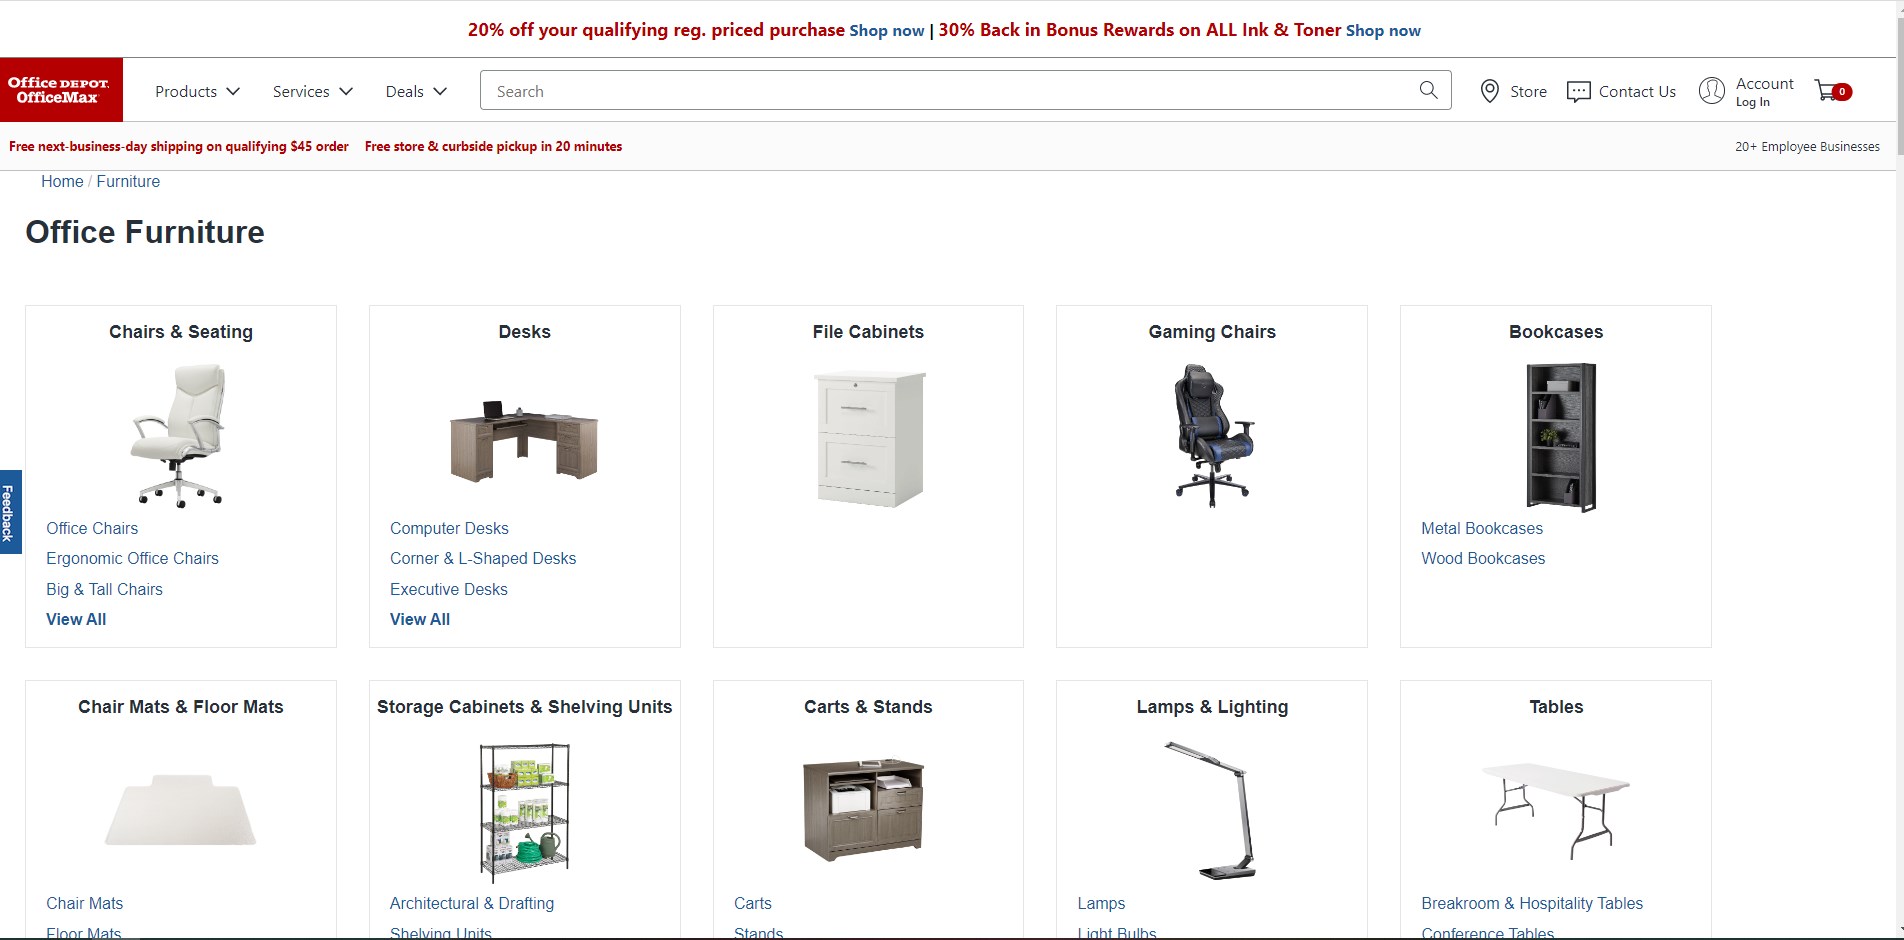 20% off your qualifying reg. priced purchase Shop now | 30% Back in Bonus Rewards on ALL Ink & Toner Shop now
Office DEPOT
OfficeMax
Products
Services
Deals
Search
Store
Contact Us
Account
Log In
0
Free next-business-day shipping on qualifying $45 order
Free store & curbside pickup in 20 minutes
20+ Employee Businesses
Home / Furniture
Office Furniture
Feedback
Chairs & Seating
Office Chairs
Ergonomic Office Chairs
Big & Tall Chairs
View All
Desks
Computer Desks
Corner & L-Shaped Desks
Executive Desks
View All
File Cabinets
Gaming Chairs
Bookcases
Metal Bookcases
Wood Bookcases
Chair Mats & Floor Mats
Chair Mats
Floor Mats
Storage Cabinets & Shelving Units
Architectural & Drafting
Shelving Units
Carts & Stands
Carts
Stands
Lamps & Lighting
Lamps
Light Bulbs
Tables
Breakroom & Hospitality Tables
Conference Tables